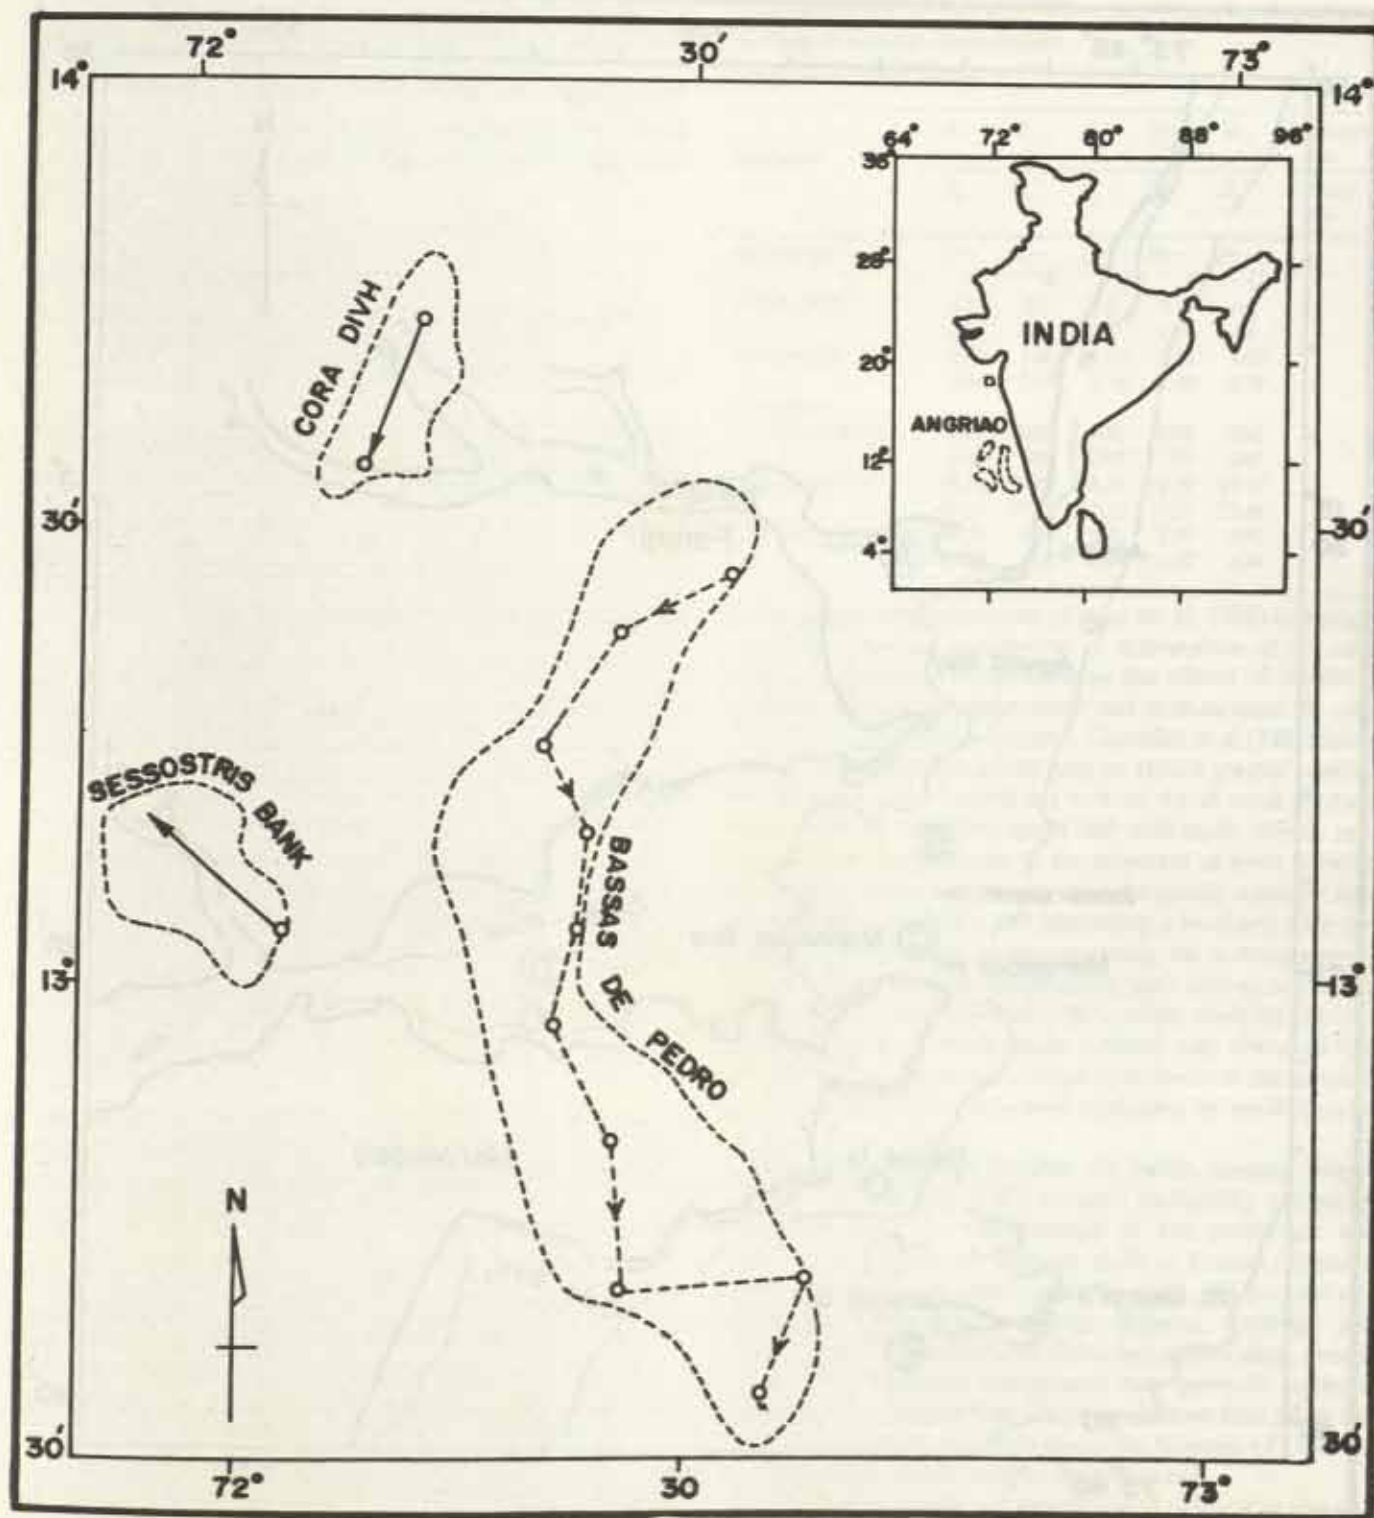 72° 30′ 73°
14° 14°
64° 72° 80° 88° 96°
36
28°
INDIA
20°
ANGRIAO
12°
4°
CORA DIVH
30′ 30′
SESSOSTRIS BANK
BASSAS DE PEDRO
13° 13°
N
30′ 30′
72° 30 73°